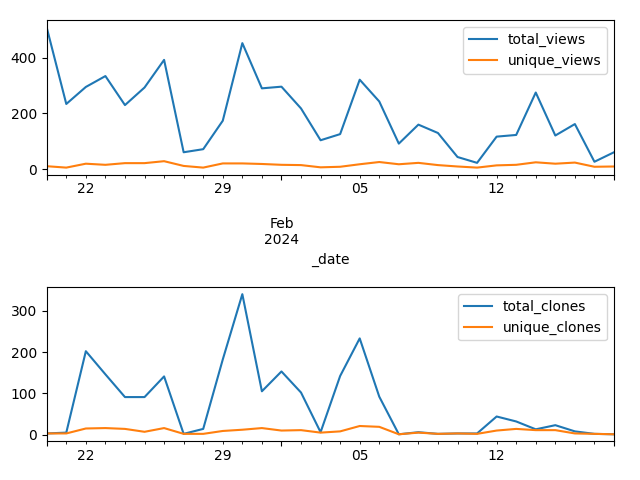 total_views
unique_views
400
200
0
22 29 05 12
Feb
2024
_date
total_clones
unique_clones
300
200
100
0
22 29 05 12